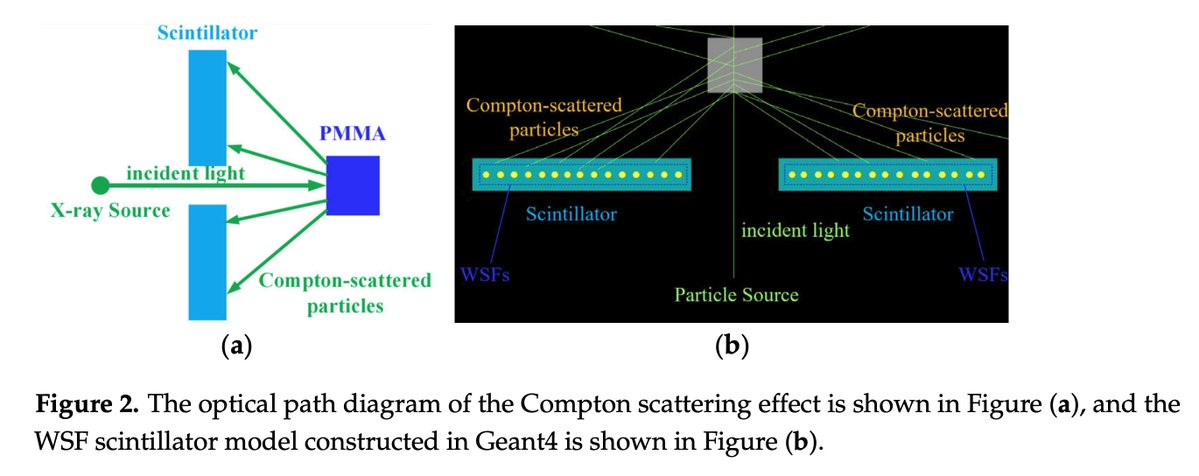 Scintillator
PMMA
incident light
X-ray Source
Compton-scattered
particles
(a)
Compton-scattered
particles
Compton-scattered
particles
Scintillator
Scintillator
incident light
WSFs
WSFs
Particle Source
(b)
Figure 2. The optical path diagram of the Compton scattering effect is shown in Figure (a), and the
WSF scintillator model constructed in Geant4 is shown in Figure (b).